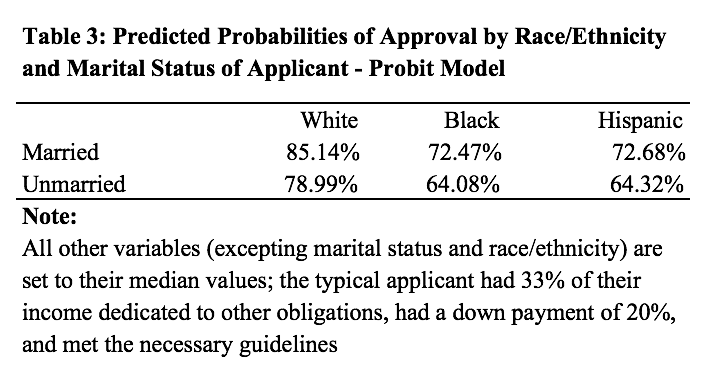 Table 3: Predicted Probabilities of Approval by Race/Ethnicity
and Marital Status of Applicant - Probit Model
White Black Hispanic
Married 85.14% 72.47% 72.68%
Unmarried 78.99% 64.08% 64.32%
Note:
All other variables (excepting marital status and race/ethnicity) are
set to their median values; the typical applicant had 33% of their
income dedicated to other obligations, had a down payment of 20%,
and met the necessary guidelines